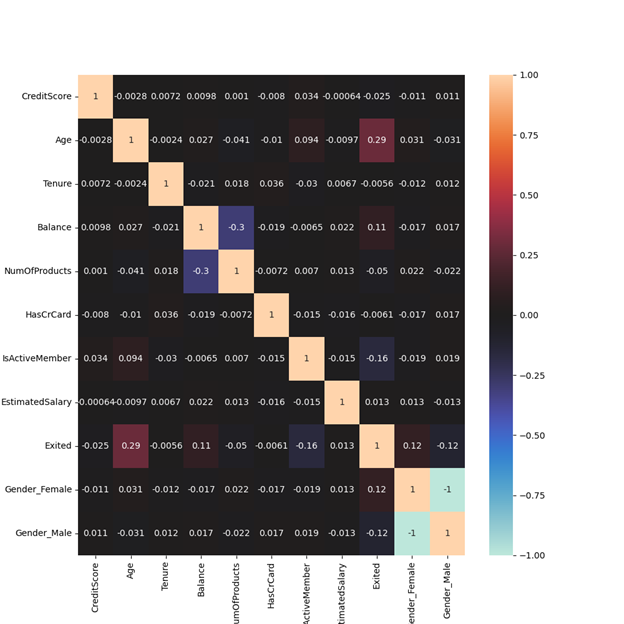 CreditScore 1 -0.0028 0.0072 0.0098 0.001 -0.008 0.034 -0.00064 -0.025 -0.011 0.011
Age -0.0028 1 -0.0024 0.027 -0.041 -0.01 0.094 -0.0097 0.29 0.031 -0.031
Tenure 0.0072 -0.0024 1 -0.021 0.018 0.036 -0.03 0.0067 -0.0056 -0.012 0.012
Balance 0.0098 0.027 -0.021 1 -0.3 -0.019 -0.0065 0.022 0.11 -0.017 0.017
NumOfProducts 0.001 -0.041 0.018 -0.3 1 -0.0072 0.007 0.013 -0.05 0.022 -0.022
HasCrCard -0.008 -0.01 0.036 -0.019 -0.0072 1 -0.015 -0.016 -0.0061 -0.017 0.017
IsActiveMember 0.034 0.094 -0.03 -0.0065 0.007 -0.015 1 -0.015 -0.16 -0.019 0.019
EstimatedSalary -0.00064 -0.0097 0.0067 0.022 0.013 -0.016 -0.015 1 0.013 0.013 -0.013
Exited -0.025 0.29 -0.0056 0.11 -0.05 -0.0061 -0.16 0.013 1 0.12 -0.12
Gender_Female -0.011 0.031 -0.012 -0.017 0.022 -0.017 -0.019 0.013 0.12 1 -1
Gender_Male 0.011 -0.031 0.012 0.017 -0.022 0.017 0.019 -0.013 -0.12 -1 1
CreditScore
Age
Tenure
Balance
umOfProducts
HasCrCard
ActiveMember
timatedSalary
Exited
ender_Female
Gender_Male
1.00
0.75
0.50
0.25
0.00
−0.25
−0.50
−0.75
−1.00